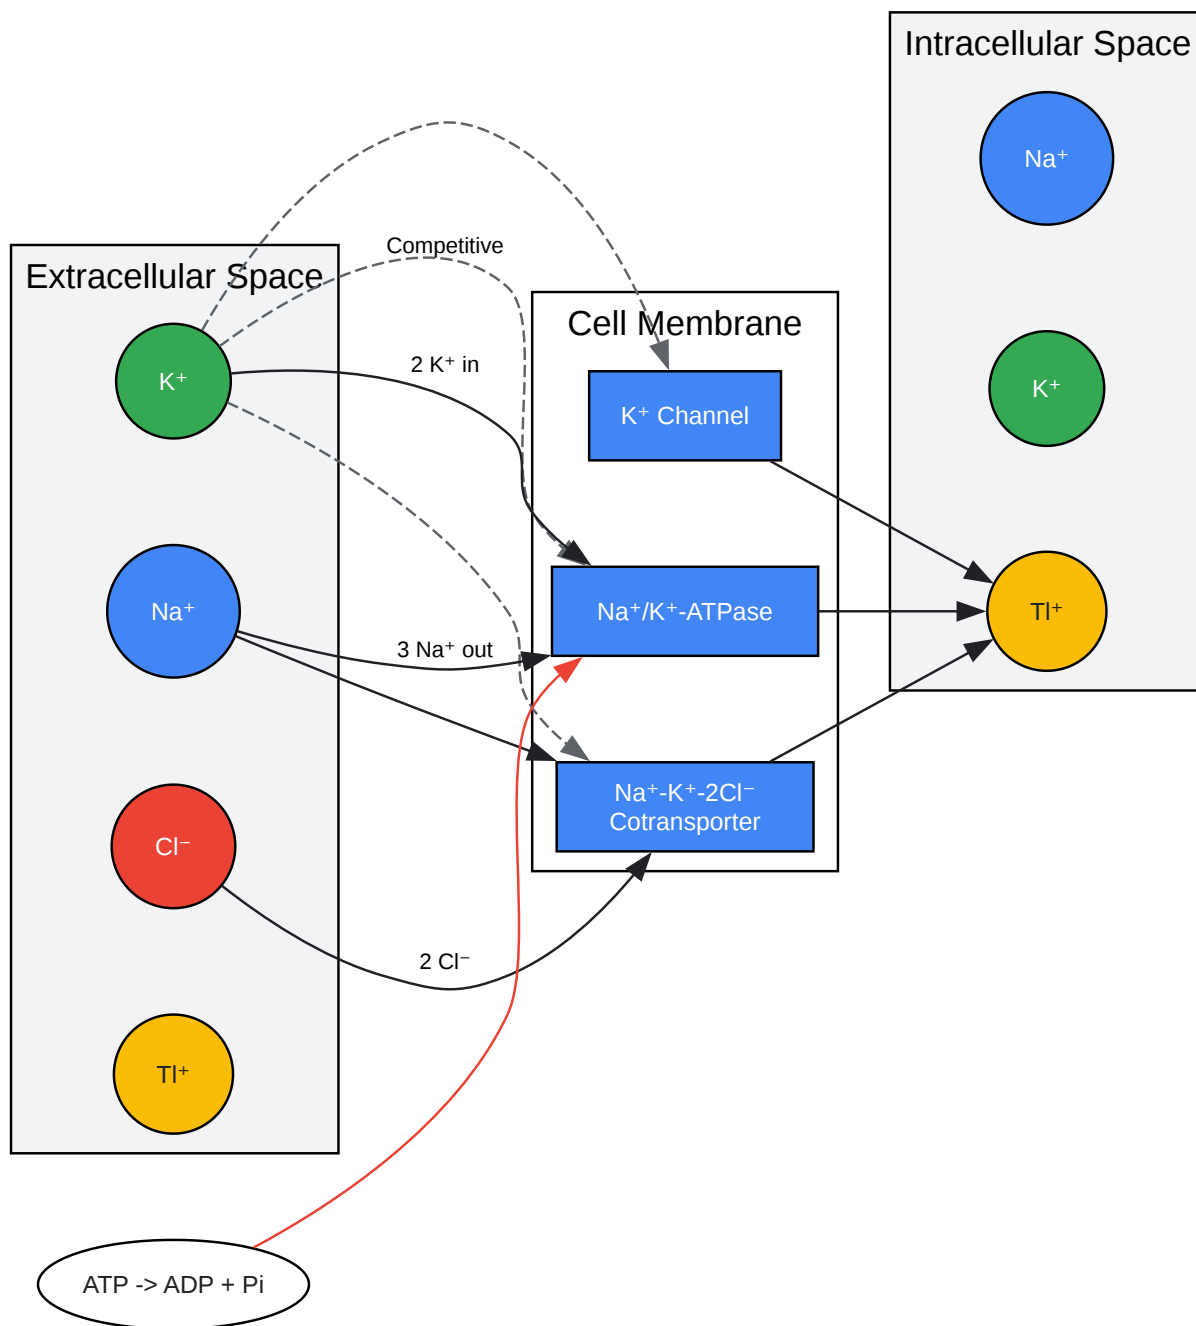 Intracellular Space
Na⁺
K⁺
Tl⁺
Extracellular Space
K⁺
Na⁺
Cl⁻
Tl⁺
Competitive
2 K⁺ in
3 Na⁺ out
2 Cl⁻
Cell Membrane
K⁺ Channel
Na⁺/K⁺-ATPase
Na⁺-K⁺-2Cl⁻
Cotransporter
ATP -> ADP + Pi